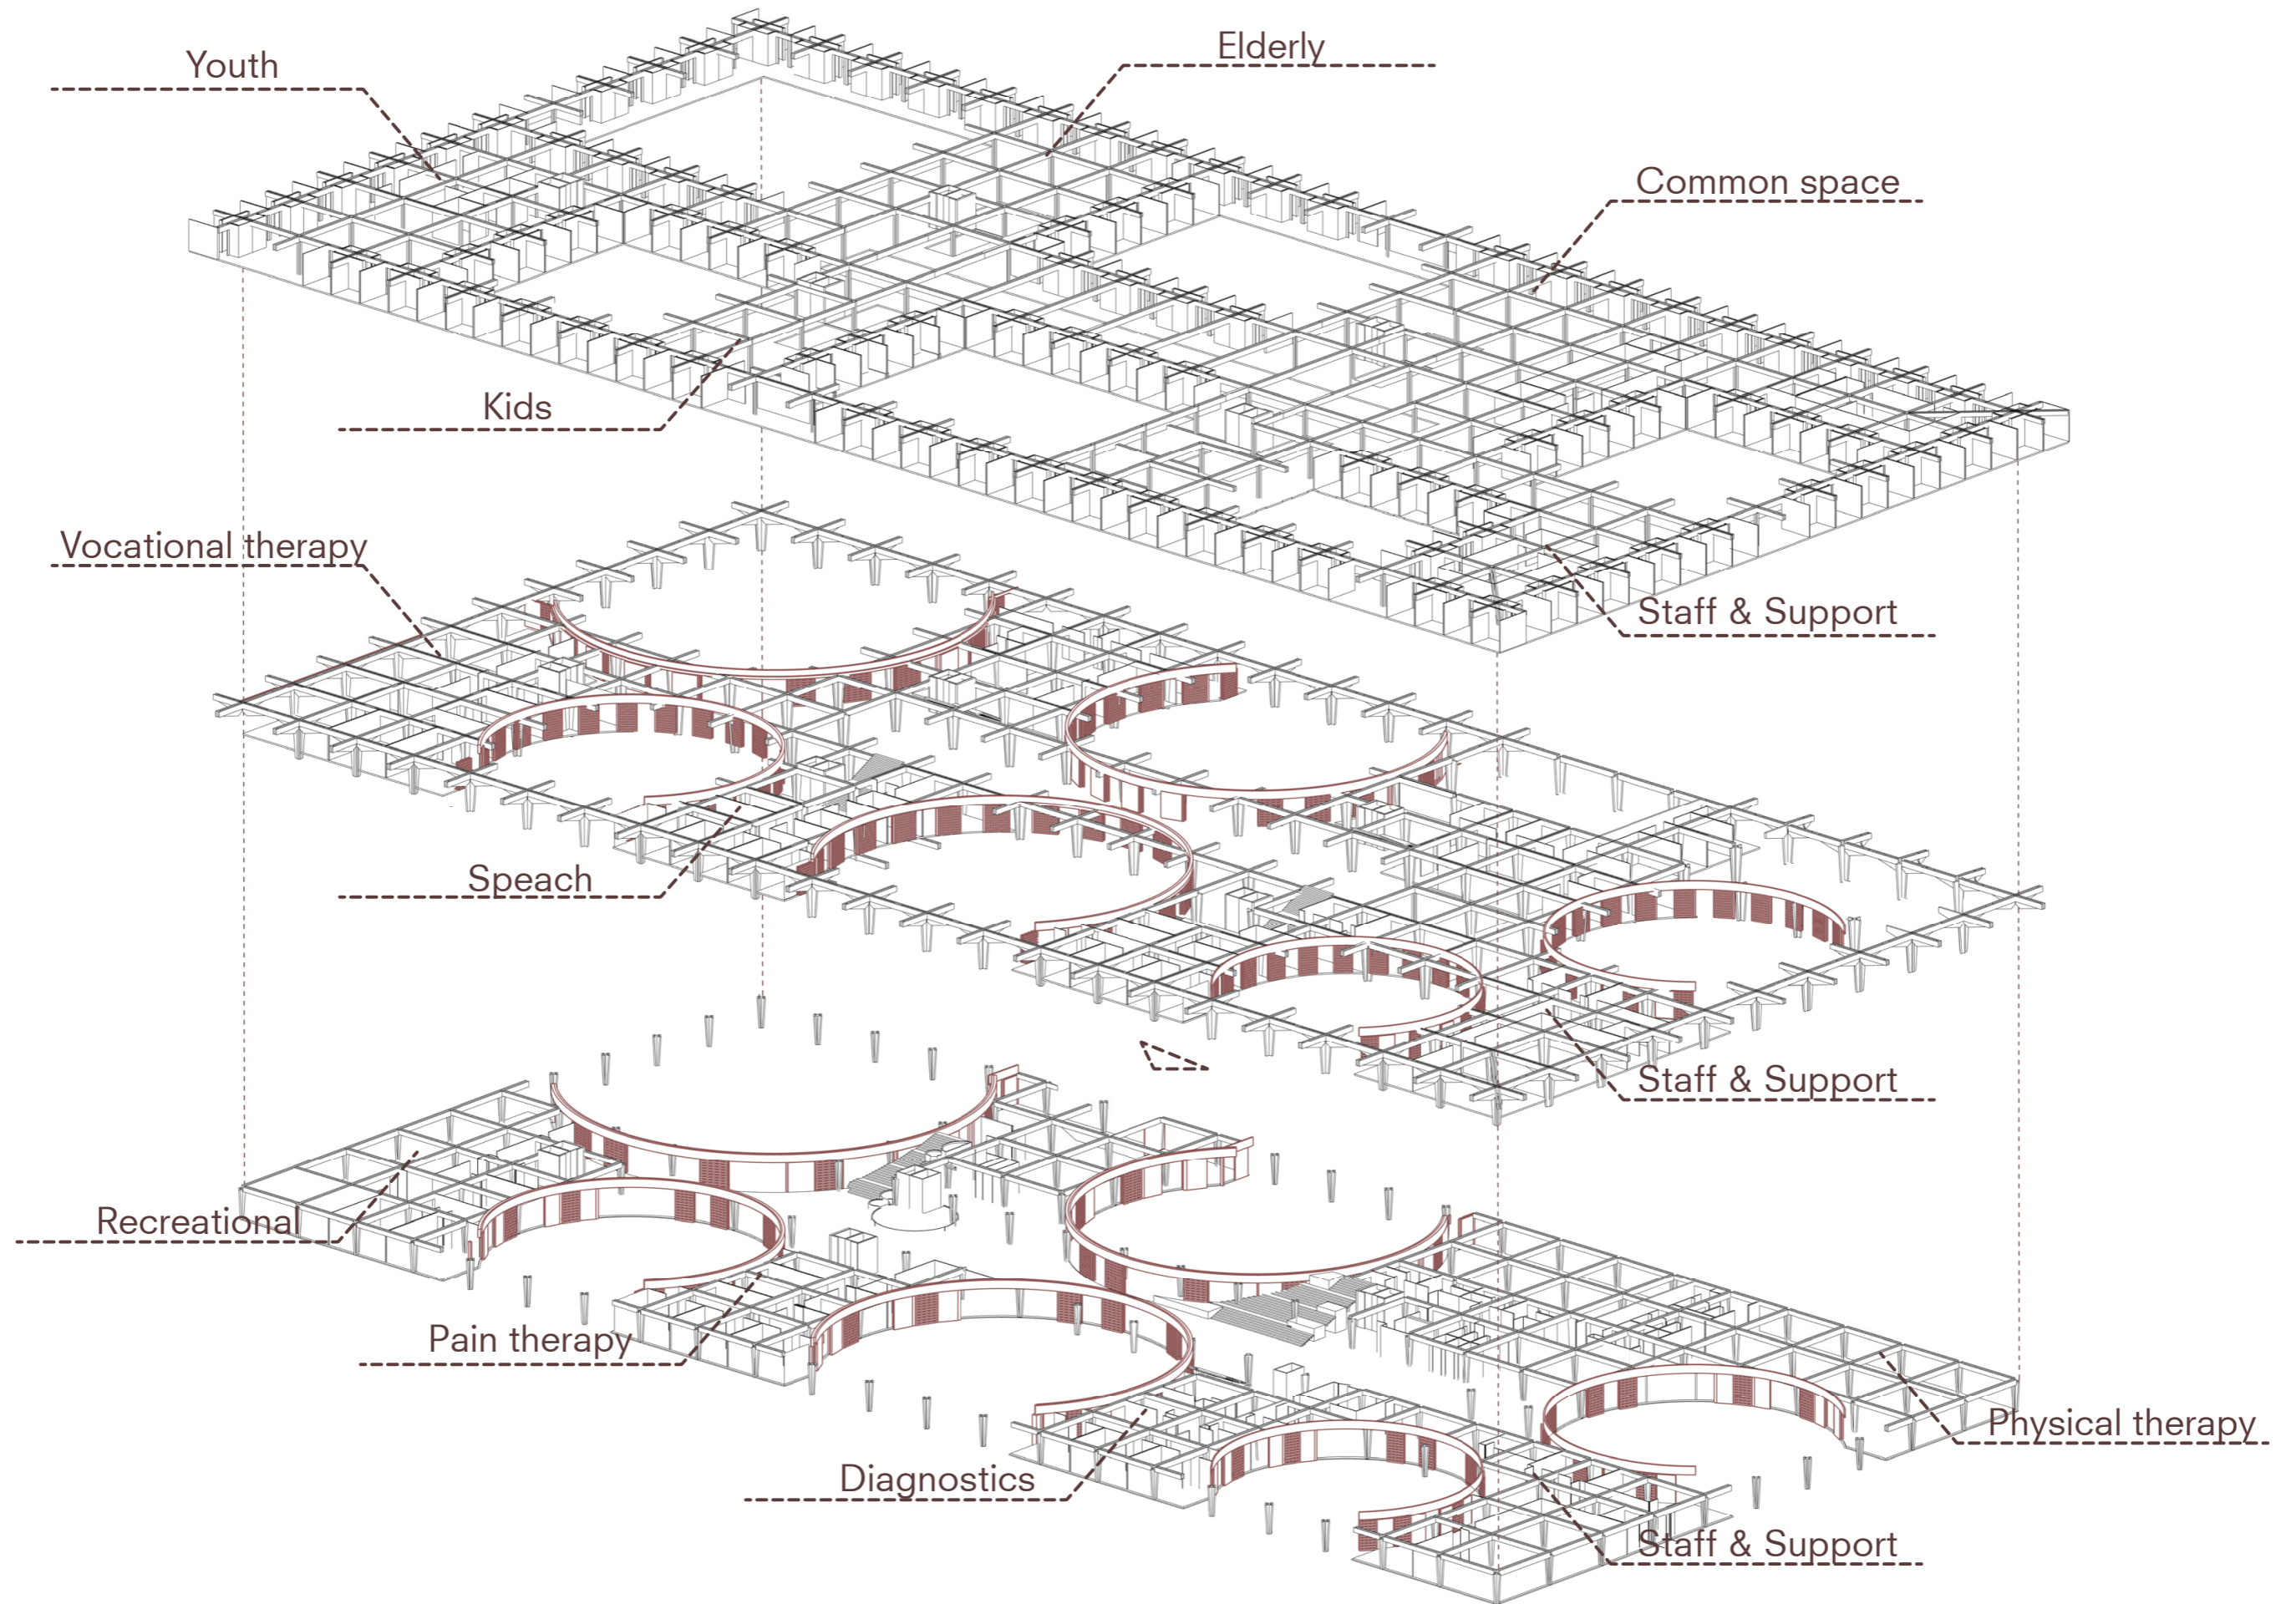 Elderly
Youth
Common space
Kids
Vocational therapy
Staff & Support
Speach
Staff & Support
Recreational
Pain therapy
Physical therapy
Diagnostics
Staff & Support